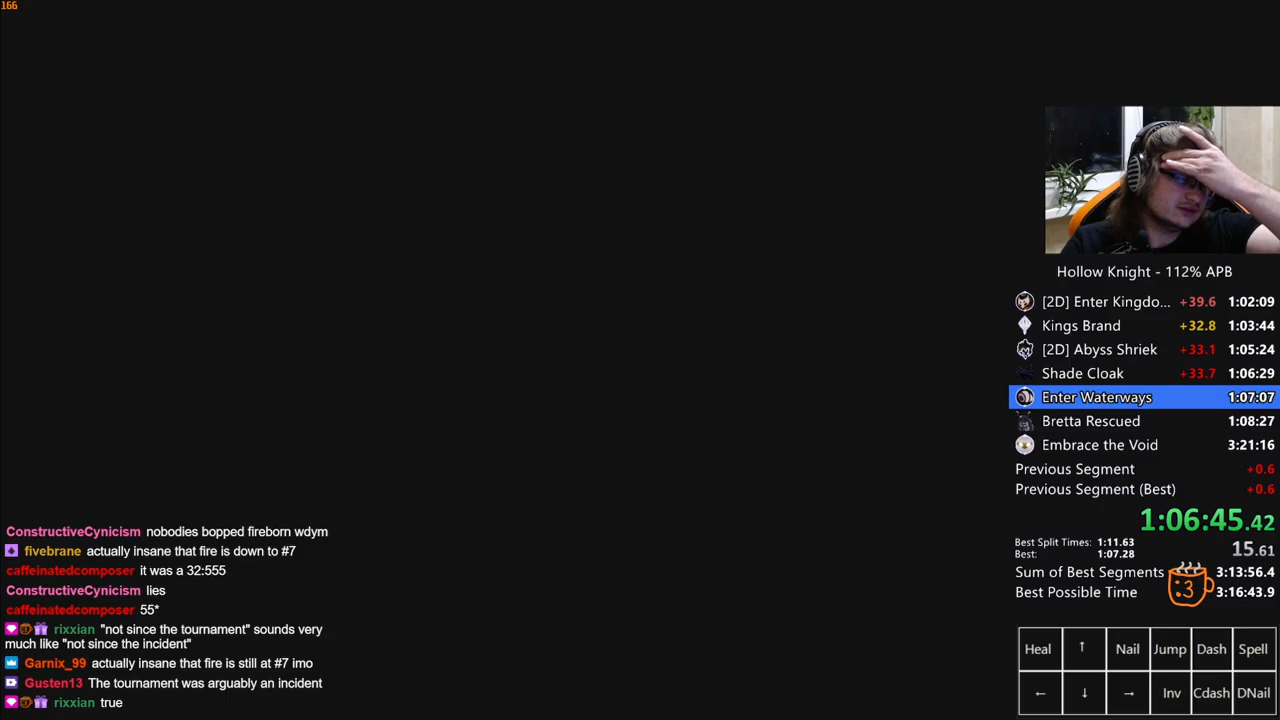 166
Hollow Knight - 112% APB
[2D] Enter Kingdo... +39.6 1:02:09
Kings Brand +32.8 1:03:44
[2D] Abyss Shriek +33.1 1:05:24
Shade Cloak +33.7 1:06:29
Enter Waterways 1:07:07
Bretta Rescued 1:08:27
Embrace the Void 3:21:16
Previous Segment +0.6
Previous Segment (Best) +0.6
1:06:45.42
Best Split Times: 1:11.63 15.61
Best: 1:07.28
Sum of Best Segments 3:13:56.4
Best Possible Time 3:16:43.9
:3
Heal ↑ Nail Jump Dash Spell
← ↓ → Inv Cdash DNail
ConstructiveCynicism nobodies bopped fireborn wdym
fivebrane actually insane that fire is down to #7
caffeinatedcomposer it was a 32:555
ConstructiveCynicism lies
caffeinatedcomposer 55*
rixxian "not since the tournament" sounds very
much like "not since the incident"
Garnix_99 actually insane that fire is still at #7 imo
Gusten13 The tournament was arguably an incident
rixxian true